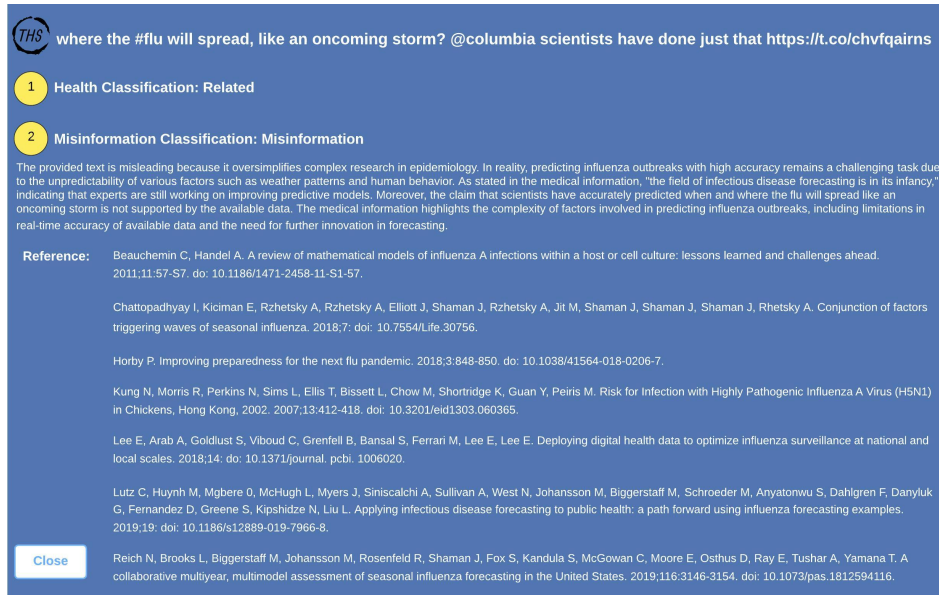 THS where the #flu will spread, like an oncoming storm? @columbia scientists have done just that https://t.co/chvfqairns
1 Health Classification: Related
2 Misinformation Classification: Misinformation
The provided text is misleading because it oversimplifies complex research in epidemiology. In reality, predicting influenza outbreaks with high accuracy remains a challenging task due
to the unpredictability of various factors such as weather patterns and human behavior. As stated in the medical information, "the field of infectious disease forecasting is in its infancy,"
indicating that experts are still working on improving predictive models. Moreover, the claim that scientists have accurately predicted when and where the flu will spread like an
oncoming storm is not supported by the available data. The medical information highlights the complexity of factors involved in predicting influenza outbreaks, including limitations in
real-time accuracy of available data and the need for further innovation in forecasting.
Reference: Beauchemin C, Handel A. A review of mathematical models of influenza A infections within a host or cell culture: lessons learned and challenges ahead.
2011;11:57-S7. do: 10.1186/1471-2458-11-S1-57.
Chattopadhyay I, Kiciman E, Rzhetsky A, Rzhetsky A, Elliott J, Shaman J, Rzhetsky A, Jit M, Shaman J, Shaman J, Shaman J, Rhetsky A. Conjunction of factors
triggering waves of seasonal influenza. 2018;7: doi: 10.7554/Life.30756.
Horby P. Improving preparedness for the next flu pandemic. 2018;3:848-850. do: 10.1038/41564-018-0206-7.
Kung N, Morris R, Perkins N, Sims L, Ellis T, Bissett L, Chow M, Shortridge K, Guan Y, Peiris M. Risk for Infection with Highly Pathogenic Influenza A Virus (H5N1)
in Chickens, Hong Kong, 2002. 2007;13:412-418. doi: 10.3201/eid1303.060365.
Lee E, Arab A, Goldlust S, Viboud C, Grenfell B, Bansal S, Ferrari M, Lee E, Lee E. Deploying digital health data to optimize influenza surveillance at national and
local scales. 2018;14: do: 10.1371/journal. pcbi. 1006020.
Lutz C, Huynh M, Mgbere 0, McHugh L, Myers J, Siniscalchi A, Sullivan A, West N, Johansson M, Biggerstaff M, Schroeder M, Anyatonwu S, Dahlgren F, Danyluk
G, Fernandez D, Greene S, Kipshidze N, Liu L. Applying infectious disease forecasting to public health: a path forward using influenza forecasting examples.
2019;19: doi: 10.1186/s12889-019-7966-8.
Close
Reich N, Brooks L, Biggerstaff M, Johansson M, Rosenfeld R, Shaman J, Fox S, Kandula S, McGowan C, Moore E, Osthus D, Ray E, Tushar A, Yamana T. A
collaborative multiyear, multimodel assessment of seasonal influenza forecasting in the United States. 2019;116:3146-3154. doi: 10.1073/pas.1812594116.